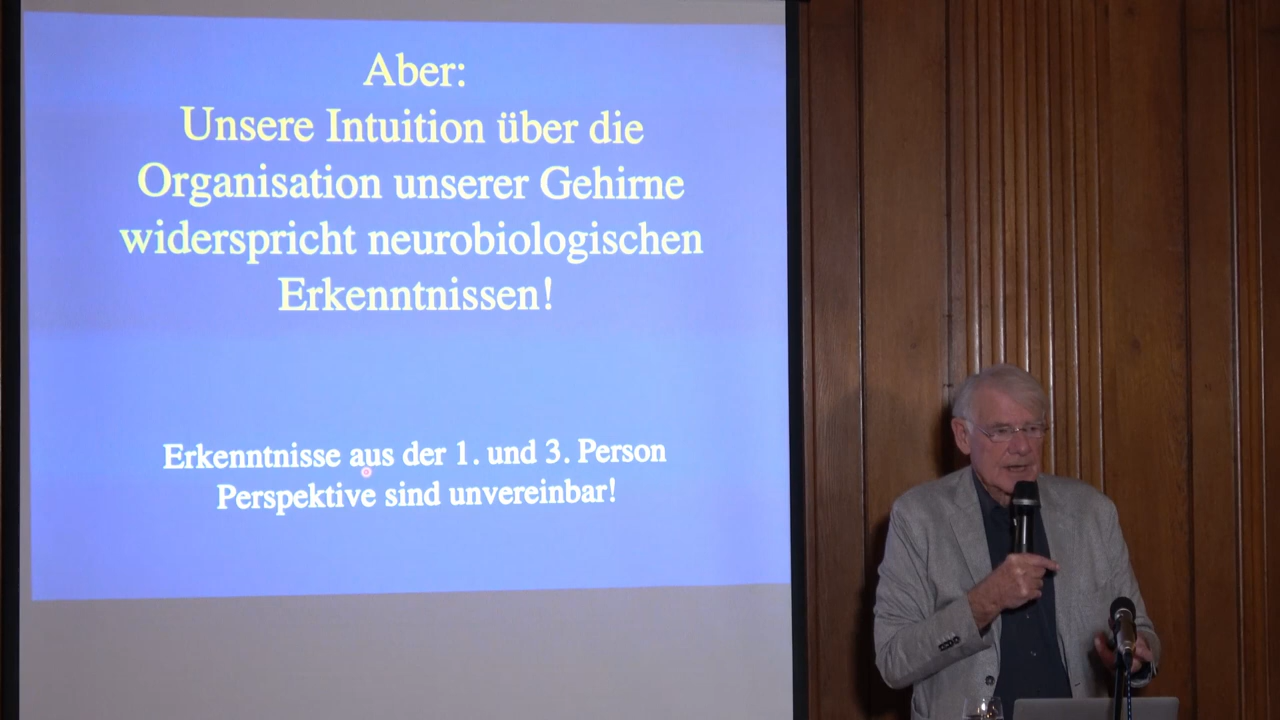 Aber:
Unsere Intuition über die
Organisation unserer Gehirne
widerspricht neurobiologischen
Erkenntnissen!
Erkenntnisse aus der 1. und 3. Person
Perspektive sind unvereinbar!